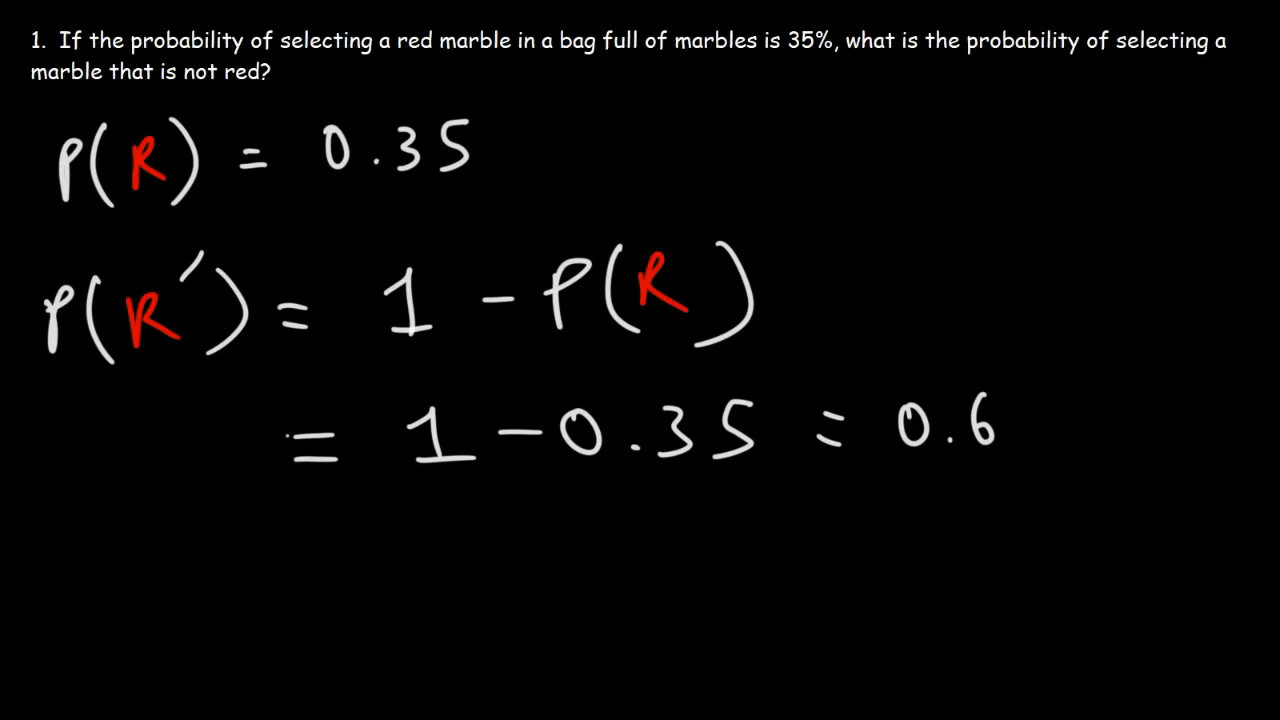 1. If the probability of selecting a red marble in a bag full of marbles is 35%, what is the probability of selecting a
marble that is not red?
P(R) = 0.35
P(R') = 1 - P(R)
= 1 - 0.35 = 0.6